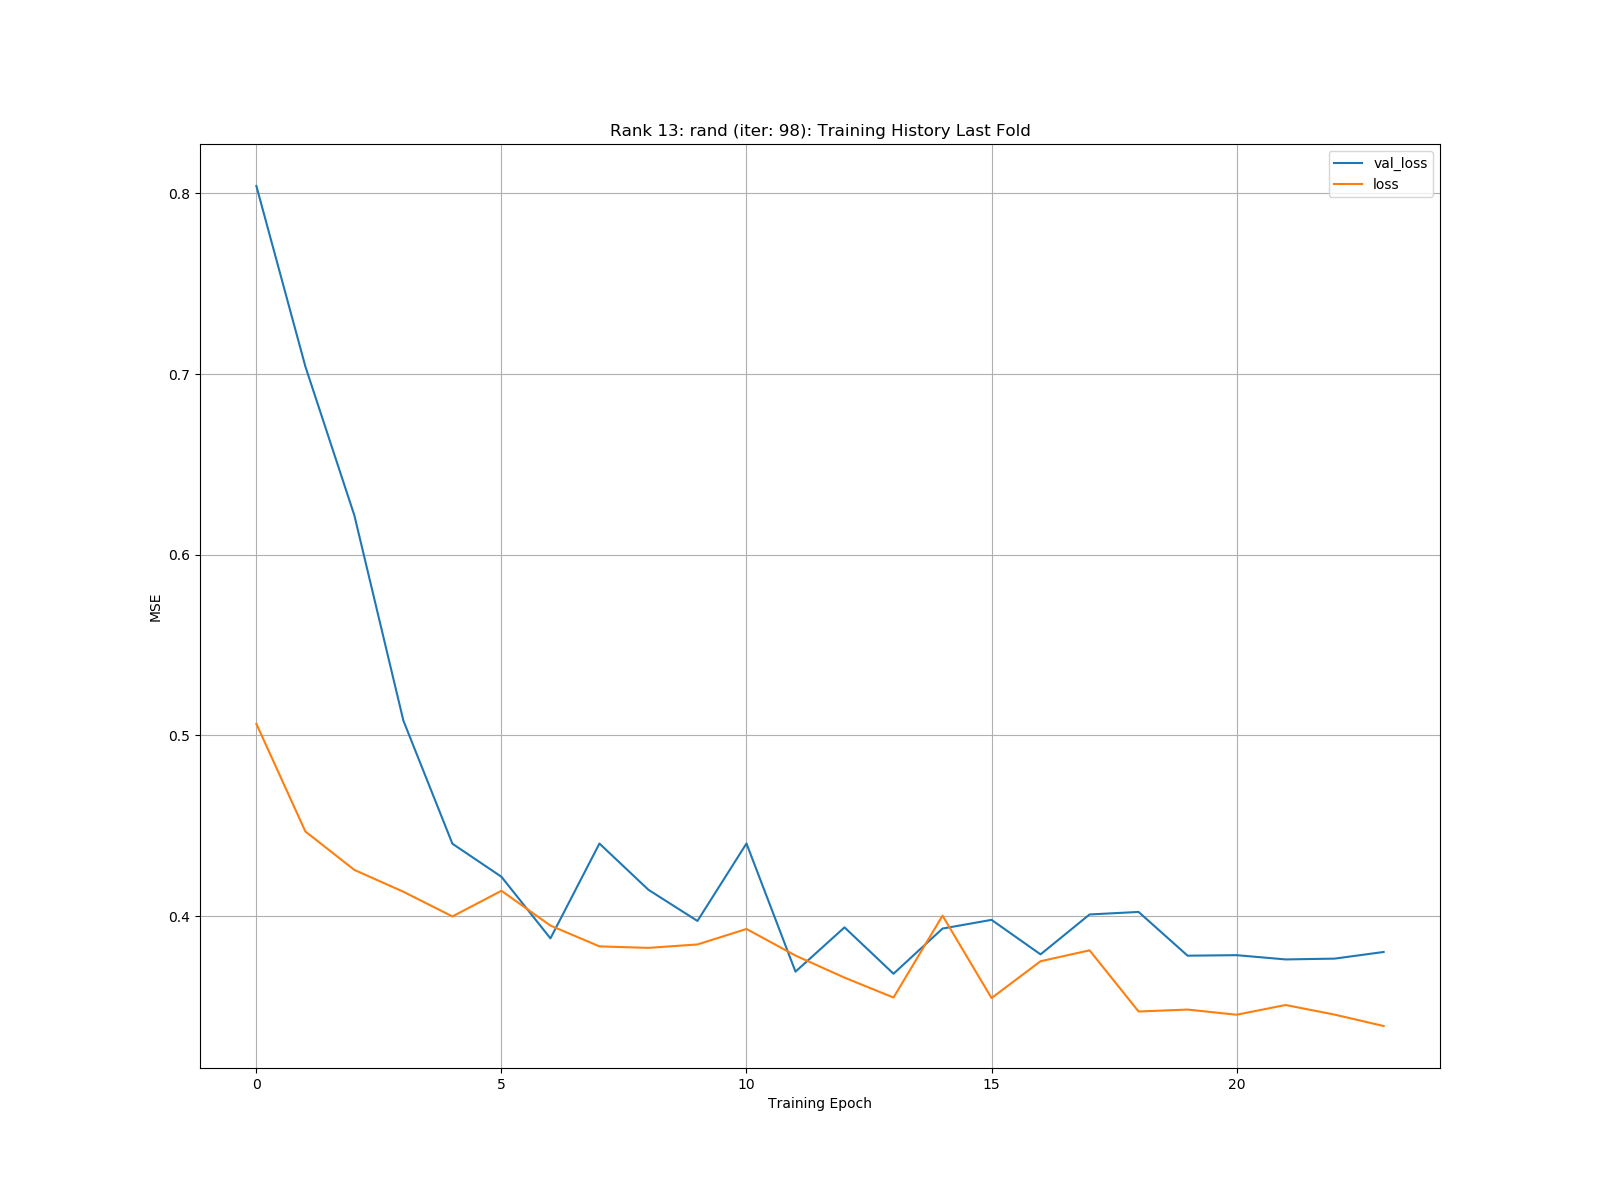 Rank 13: rand (iter: 98): Training History Last Fold
val_loss
loss
0.8
0.7
0.6
0.5
0.4
MSE
0 5 10 15 20
Training Epoch